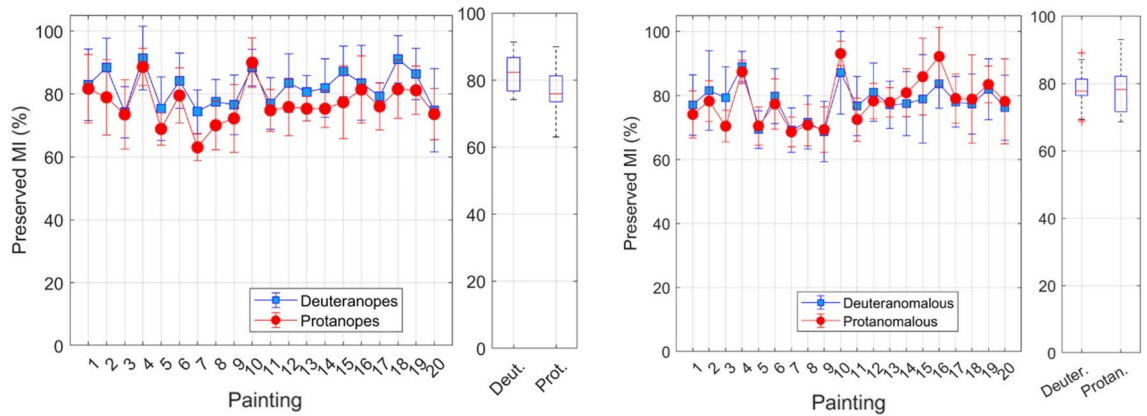 100
80
60
40
20
0
Preserved MI (%)
Deuteranopes
Protanopes
1 2 3 4 5 6 7 8 9 10 11 12 13 14 15 16 17 18 19 20
Painting
100
80
60
40
20
0
Deut. Prot.
100
80
60
40
20
0
Preserved MI (%)
Deuteranomalous
Protanomalous
1 2 3 4 5 6 7 8 9 10 11 12 13 14 15 16 17 18 19 20
Painting
100
80
60
40
20
0
Deuter. Protan.